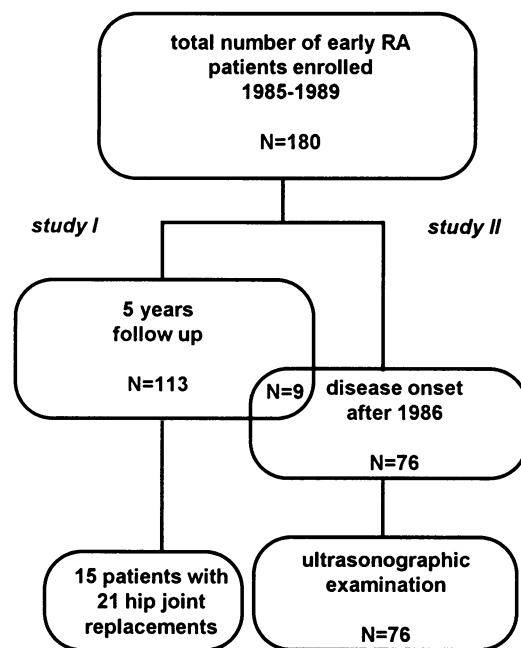 total number of early RA
patients enrolled
1985-1989
N=180
study I
study II
5 years
follow up
N=113
N=9
disease onset
after 1986
N=76
15 patients with
21 hip joint
replacements
ultrasonographic
examination
N=76